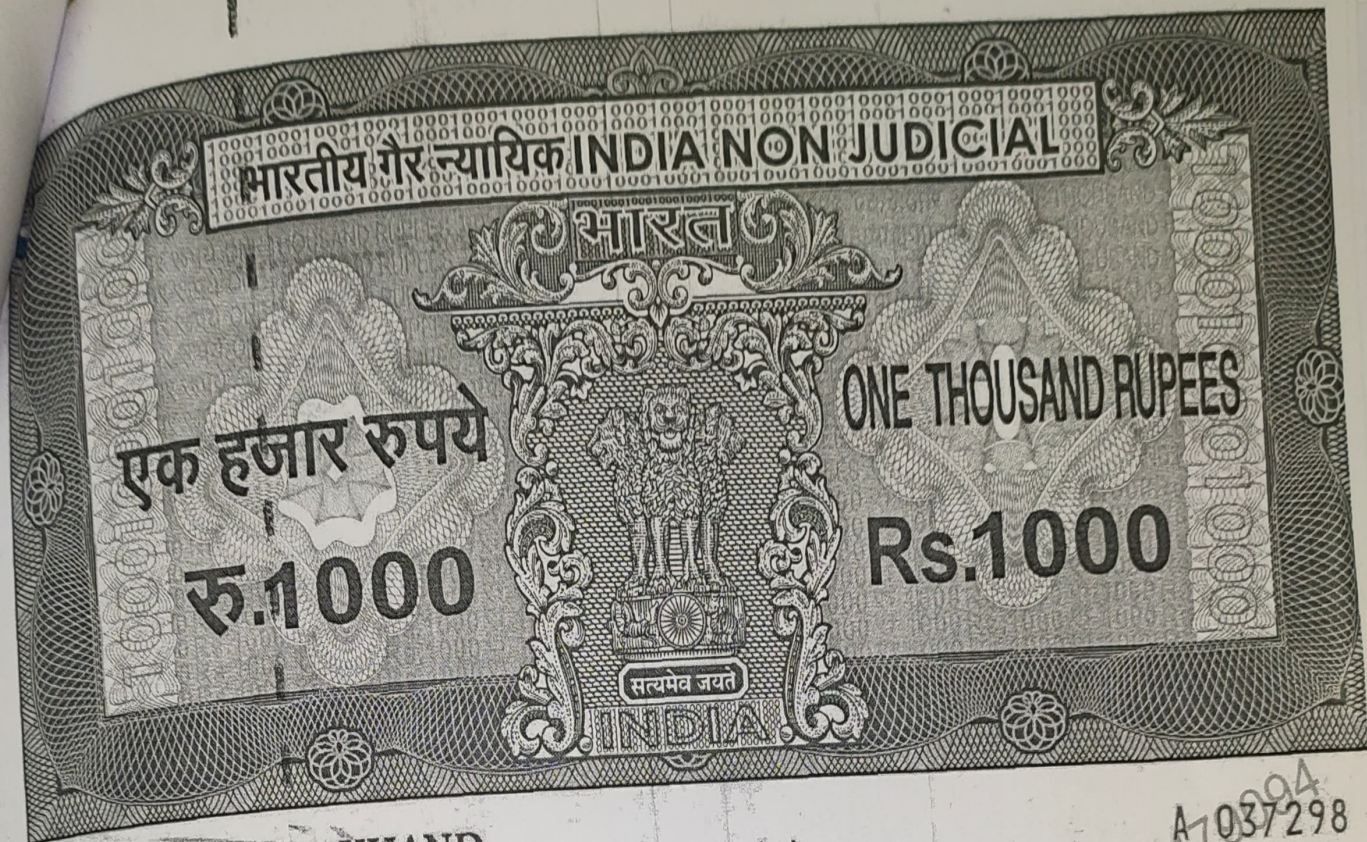 भारतीय गैर न्यायिक INDIA NON JUDICIAL
भारत
एक हजार रुपये
ONE THOUSAND RUPEES
रु.1000
Rs.1000
सत्यमेव जयते
INDIA
A 037298